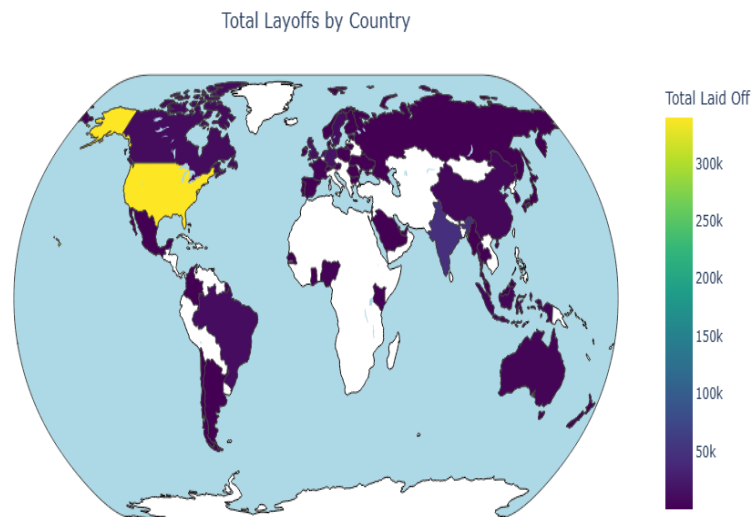 Total Layoffs by Country
Total Laid Off
300k
250k
200k
150k
100k
50k